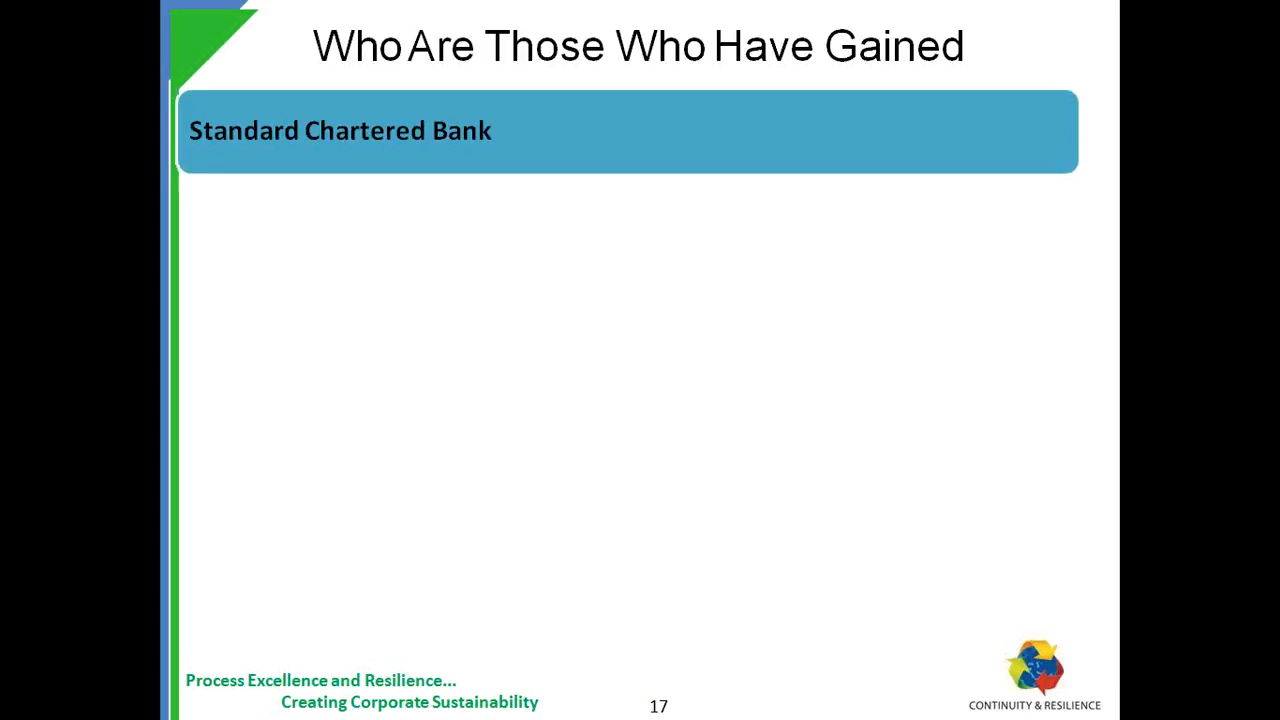 Who Are Those Who Have Gained
Standard Chartered Bank
Process Excellence and Resilience...
Creating Corporate Sustainability
17
CONTINUITY & RESILIENCE